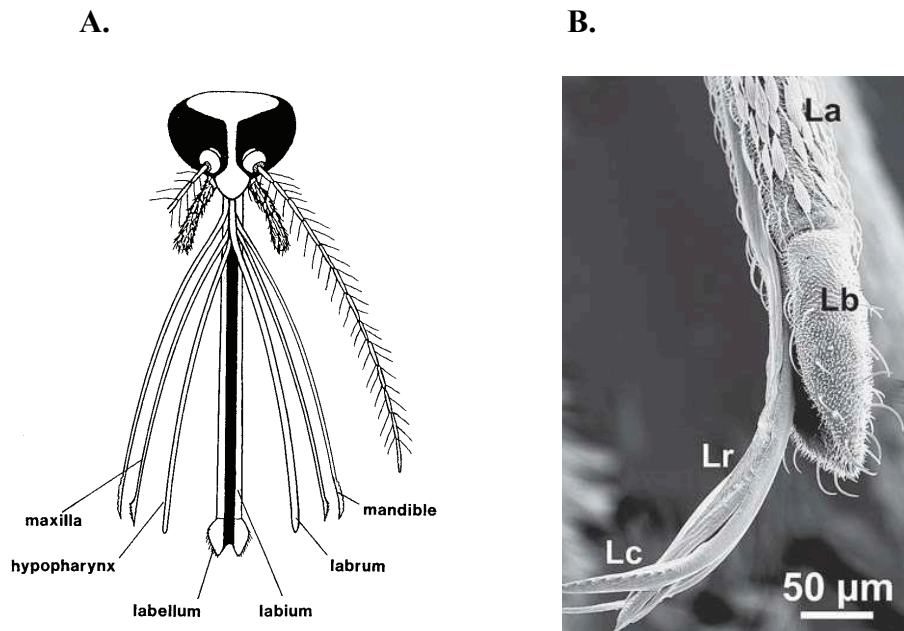 A.
maxilla
hypopharynx
labellum
labium
labrum
mandible
B.
La
Lb
Lr
Lc
50 µm